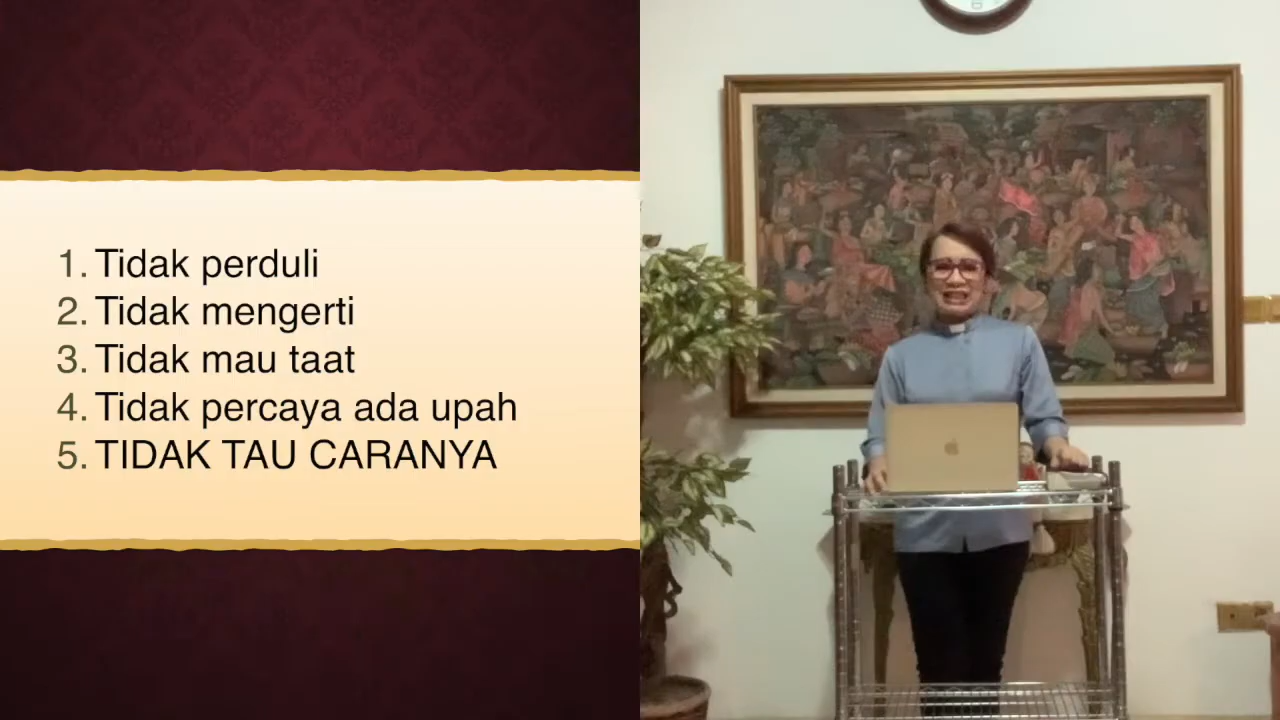 1. Tidak perduli
2. Tidak mengerti
3. Tidak mau taat
4. Tidak percaya ada upah
5. TIDAK TAU CARANYA